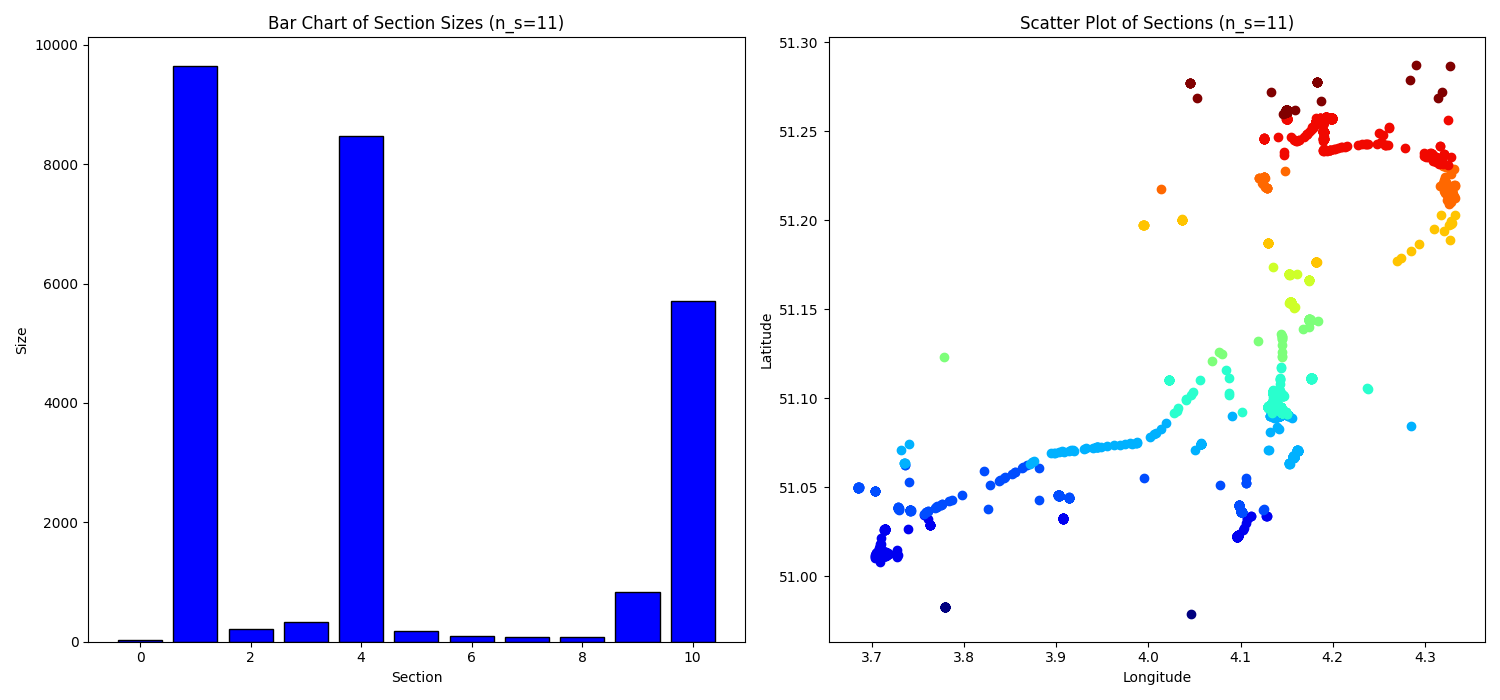 Bar Chart of Section Sizes (n_s=11)
10000
8000
6000
4000
2000
0
Size
0 2 4 6 8 10
Section
Scatter Plot of Sections (n_s=11)
51.30
51.25
51.20
51.15
51.10
51.05
51.00
Latitude
3.7 3.8 3.9 4.0 4.1 4.2 4.3
Longitude